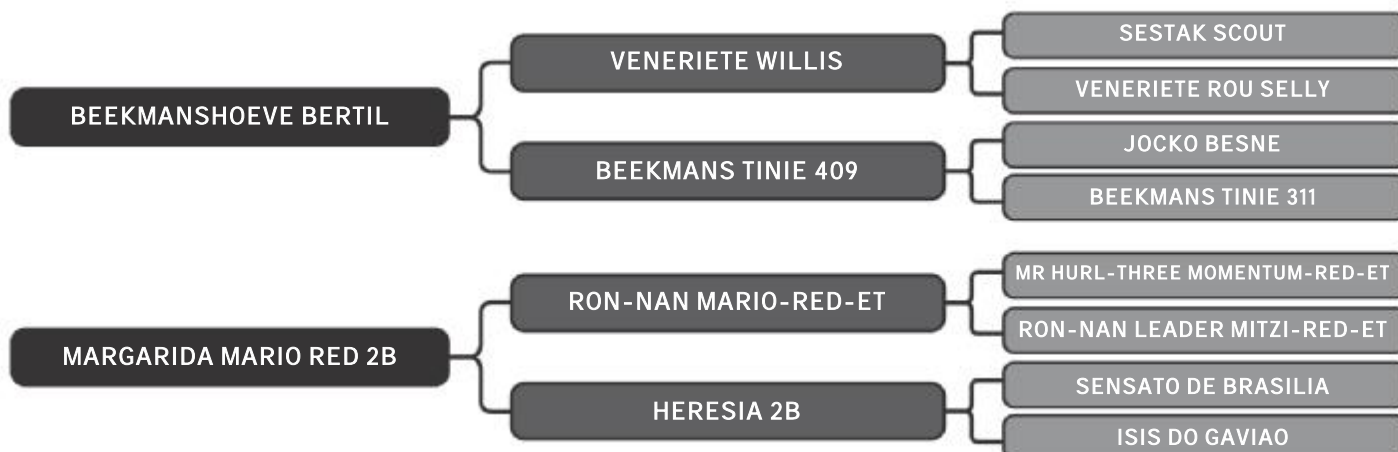 SESTAK SCOUT
VENERIETE WILLIS
VENERIETE ROU SELLY
BEEKMANSHOEVE BERTIL
JOCKO BESNE
BEEKMANS TINIE 409
BEEKMANS TINIE 311
MR HURL-THREE MOMENTUM-RED-ET
RON-NAN MARIO-RED-ET
RON-NAN LEADER MITZI-RED-ET
MARGARIDA MARIO RED 2B
SENSATO DE BRASILIA
HERESIA 2B
ISIS DO GAVIAO